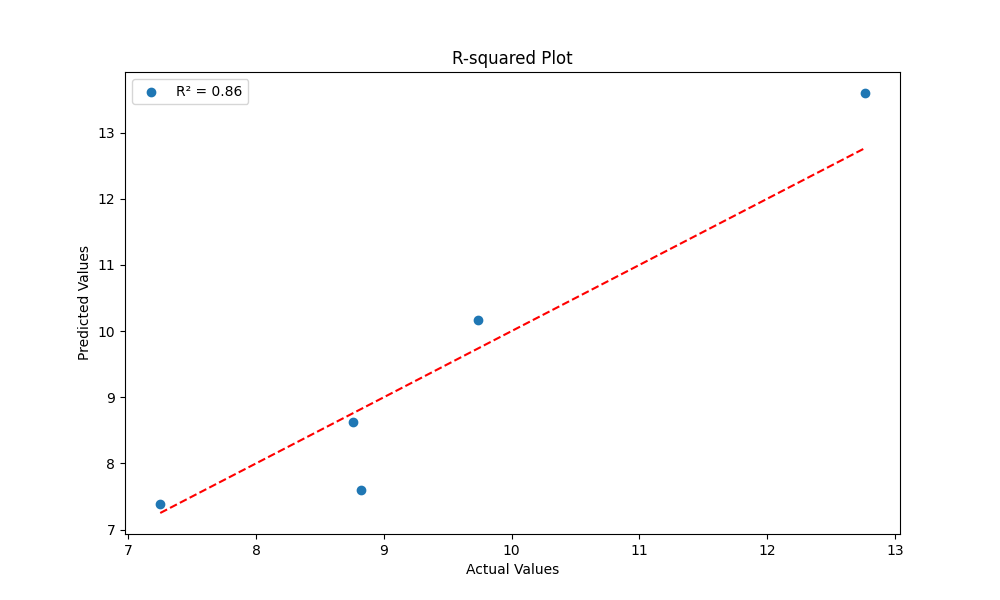 R-squared Plot
R² = 0.86
13
12
11
10
9
8
7
Predicted Values
7 8 9 10 11 12 13
Actual Values